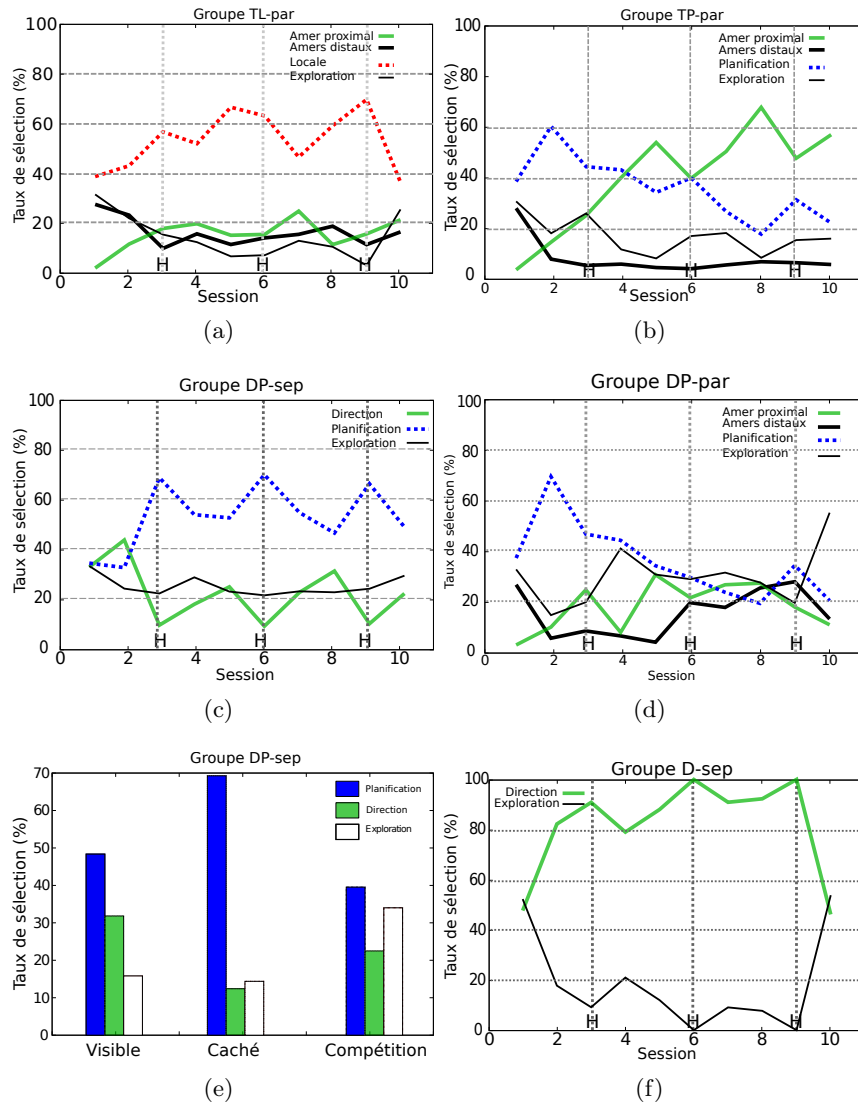 Groupe TL-par
Taux de sélection (%)
100
80
60
40
20
0
Amer proximal
Amers distaux
Locale
Exploration
H
H
H
0
2
4
6
8
10
Session
(a)
Groupe TP-par
Taux de sélection (%)
100
80
60
40
20
0
Amer proximal
Amers distaux
Planification
Exploration
H
H
H
0
2
4
6
8
10
Session
(b)
Groupe DP-sep
Taux de sélection (%)
100
80
60
40
20
0
Direction
Planification
Exploration
H
H
H
0
2
4
6
8
10
Session
(c)
Groupe DP-par
Taux de sélection (%)
100
80
60
40
20
0
Amer proximal
Amers distaux
Planification
Exploration
H
H
H
0
2
4
6
8
10
Session
(d)
Groupe DP-sep
Taux de sélection (%)
70
60
50
40
30
20
10
0
Planification
Direction
Exploration
Visible
Caché
Compétition
(e)
Groupe D-sep
Taux de sélection (%)
100
80
60
40
20
0
Direction
Exploration
H
H
H
0
2
4
6
8
10
Session
(f)